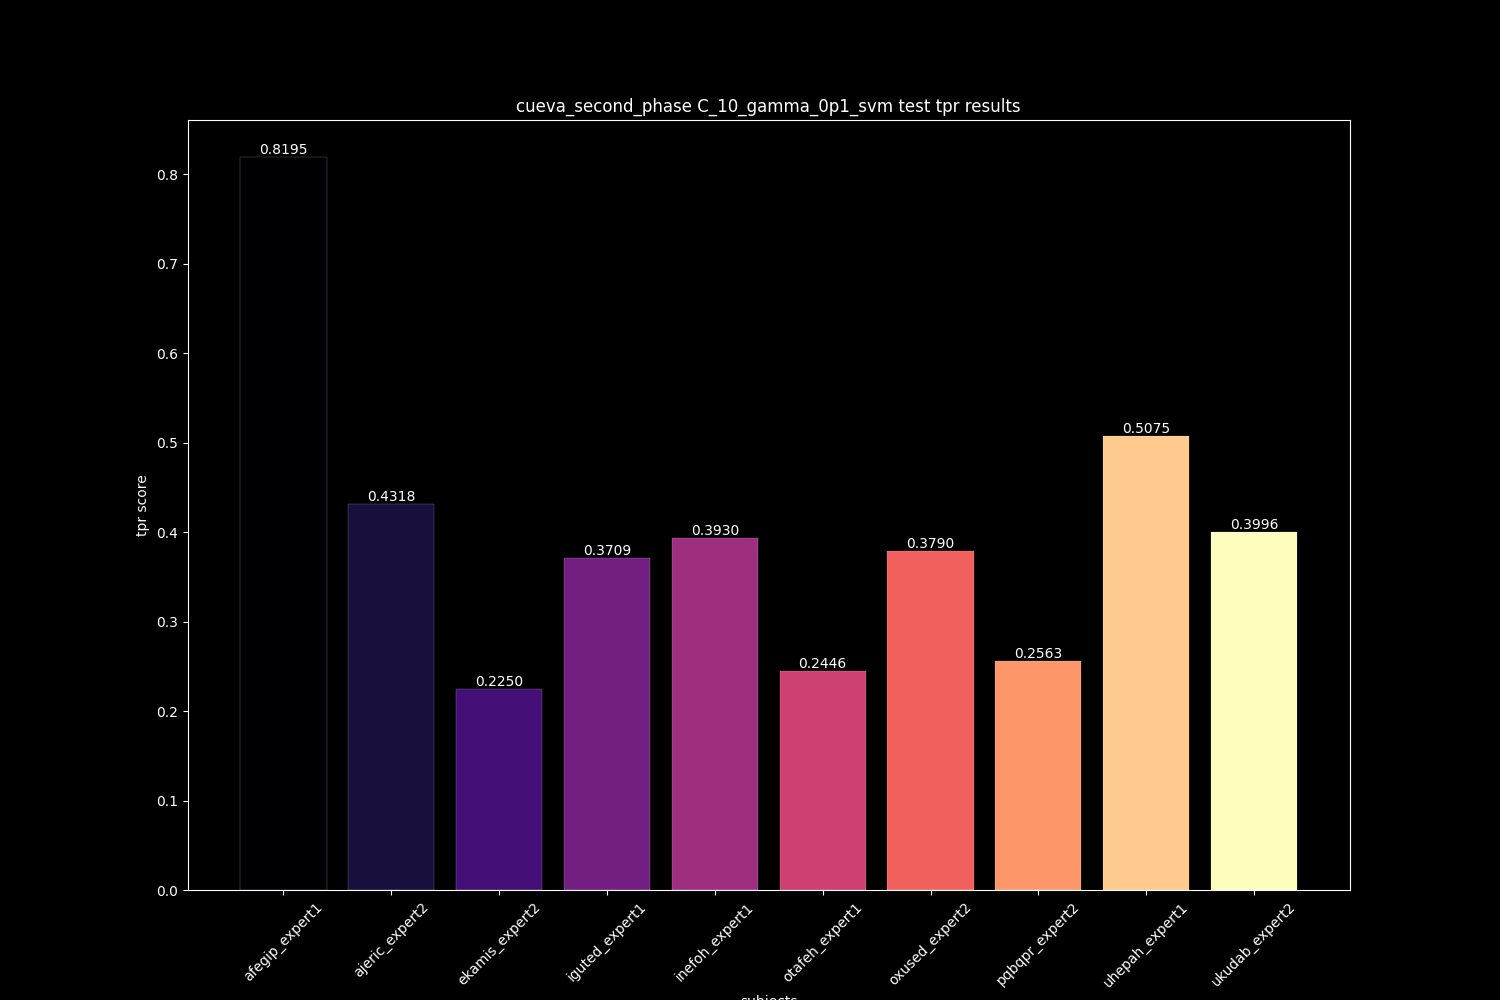 cueva_second_phase C_10_gamma_0p1_svm test tpr results
0.8195
0.4318
0.2250
0.3709
0.3930
0.2446
0.3790
0.2563
0.5075
0.3996
tpr score
0.8
0.7
0.6
0.5
0.4
0.3
0.2
0.1
0.0
afegip_expert1
ajeric_expert2
ekamis_expert2
iguted_expert1
inefoh_expert1
otafeh_expert1
oxused_expert2
pqbqpr_expert2
uhepah_expert1
ukudab_expert2
subjects